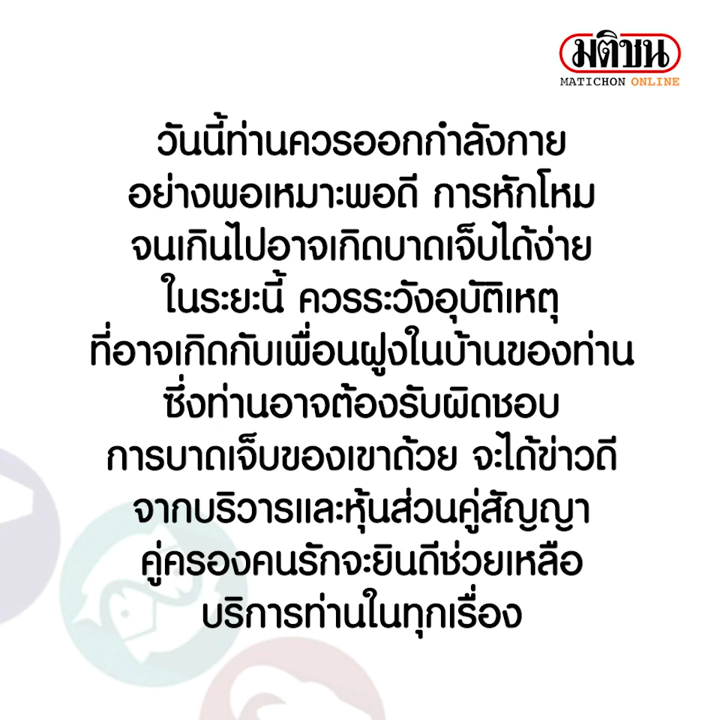 มติชน
MATICHON ONLINE
วันนี้ท่านควรออกกำลังกาย
อย่างพอเหมาะพอดี การหักโหม
จนเกินไปอาจเกิดบาดเจ็บได้ง่าย
ในระยะนี้ ควรระวังอุบัติเหตุ
ที่อาจเกิดกับเพื่อนฝูงในบ้านของท่าน
ซึ่งท่านอาจต้องรับผิดชอบ
การบาดเจ็บของเขาด้วย จะได้ข่าวดี
จากบริวารและหุ้นส่วนคู่สัญญา
คู่ครองคนรักจะยินดีช่วยเหลือ
บริการท่านในทุกเรื่อง